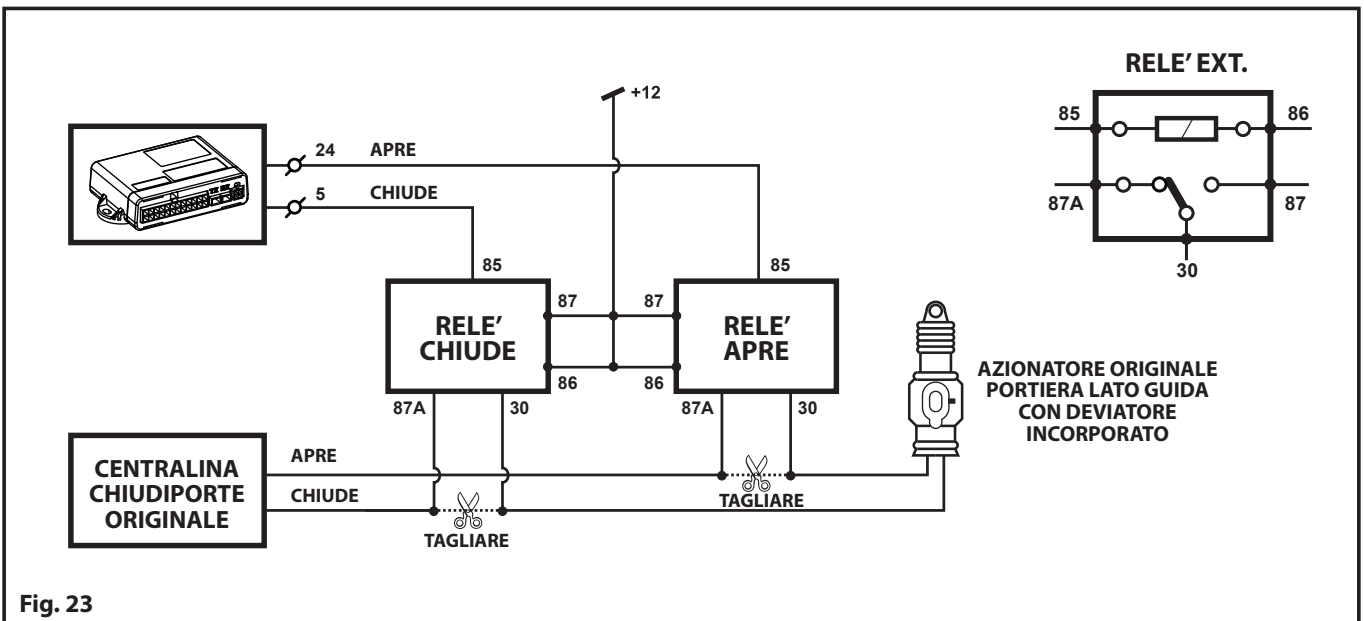 RELE’ EXT.
85
86
87A
87
30
+12
24 APRE
5 CHIUDE
85
85
RELE’
CHIUDE
87
87
86
86
RELE’
APRE
87A
30
87A
30
AZIONATORE ORIGINALE
PORTIERA LATO GUIDA
CON DEVIATORE
INCORPORATO
CENTRALINA
CHIUDIPORTE
ORIGINALE
APRE
CHIUDE
TAGLIARE
TAGLIARE
Fig. 23